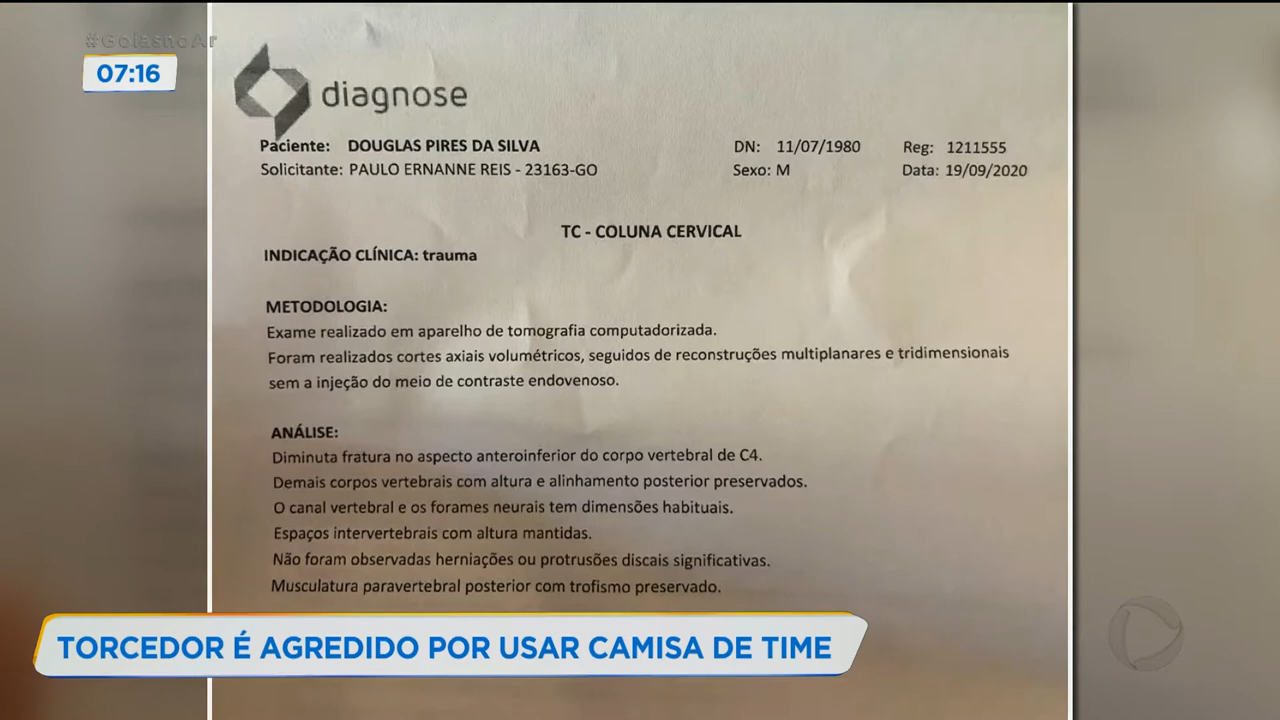 #GoiásnoAr
07:16
diagnose
Paciente: DOUGLAS PIRES DA SILVA DN: 11/07/1980 Reg: 1211555
Solicitante: PAULO ERNANNE REIS - 23163-GO Sexo: M Data: 19/09/2020
TC - COLUNA CERVICAL
INDICAÇÃO CLÍNICA: trauma
METODOLOGIA:
Exame realizado em aparelho de tomografia computadorizada.
Foram realizados cortes axiais volumétricos, seguidos de reconstruções multiplanares e tridimensionais
sem a injeção do meio de contraste endovenoso.
ANÁLISE:
Diminuta fratura no aspecto anteroinferior do corpo vertebral de C4.
Demais corpos vertebrais com altura e alinhamento posterior preservados.
O canal vertebral e os forames neurais tem dimensões habituais.
Espaços intervertebrais com altura mantidas.
Não foram observadas herniações ou protrusões discais significativas.
Musculatura paravertebral posterior com trofismo preservado.
TORCEDOR É AGREDIDO POR USAR CAMISA DE TIME